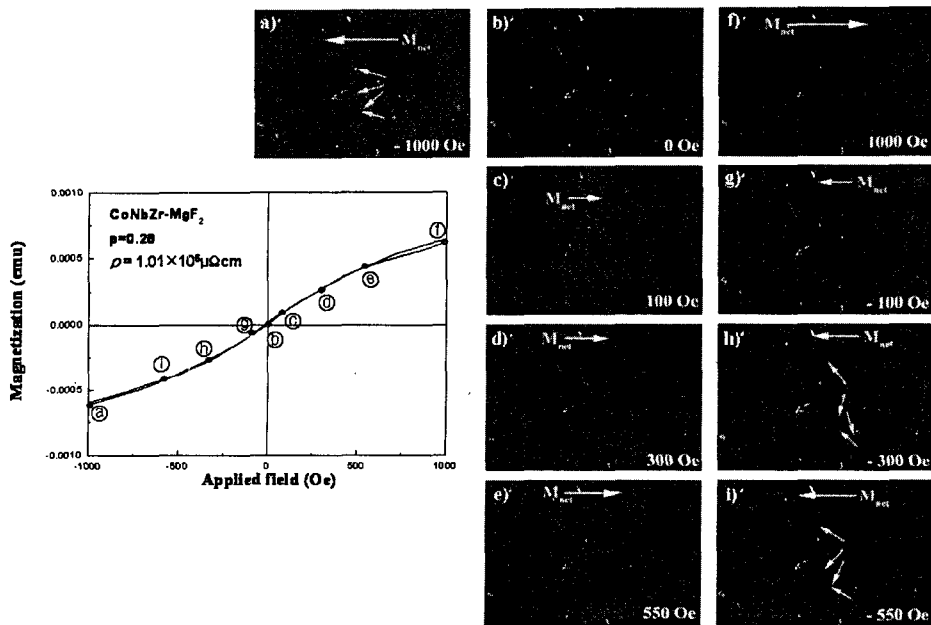 a)' M_net
- 1000 Oe
b)'
0 Oe
f)' M_net
1000 Oe
c)' M_net
100 Oe
g)' M_net
- 100 Oe
d)' M_net
300 Oe
h)' M_net
- 300 Oe
e)' M_net
550 Oe
i)' M_net
- 550 Oe
Magnetization (emu)
0.0010
0.0005
0.0000
-0.0005
-0.0010
CoNbZr-MgF₂
p=0.28
ρ= 1.01×10⁶μΩcm
ⓐ
ⓘ
ⓗ
ⓖ
ⓑ
ⓒ
ⓓ
ⓔ
ⓕ
-1000
-500
0
500
1000
Applied field (Oe)